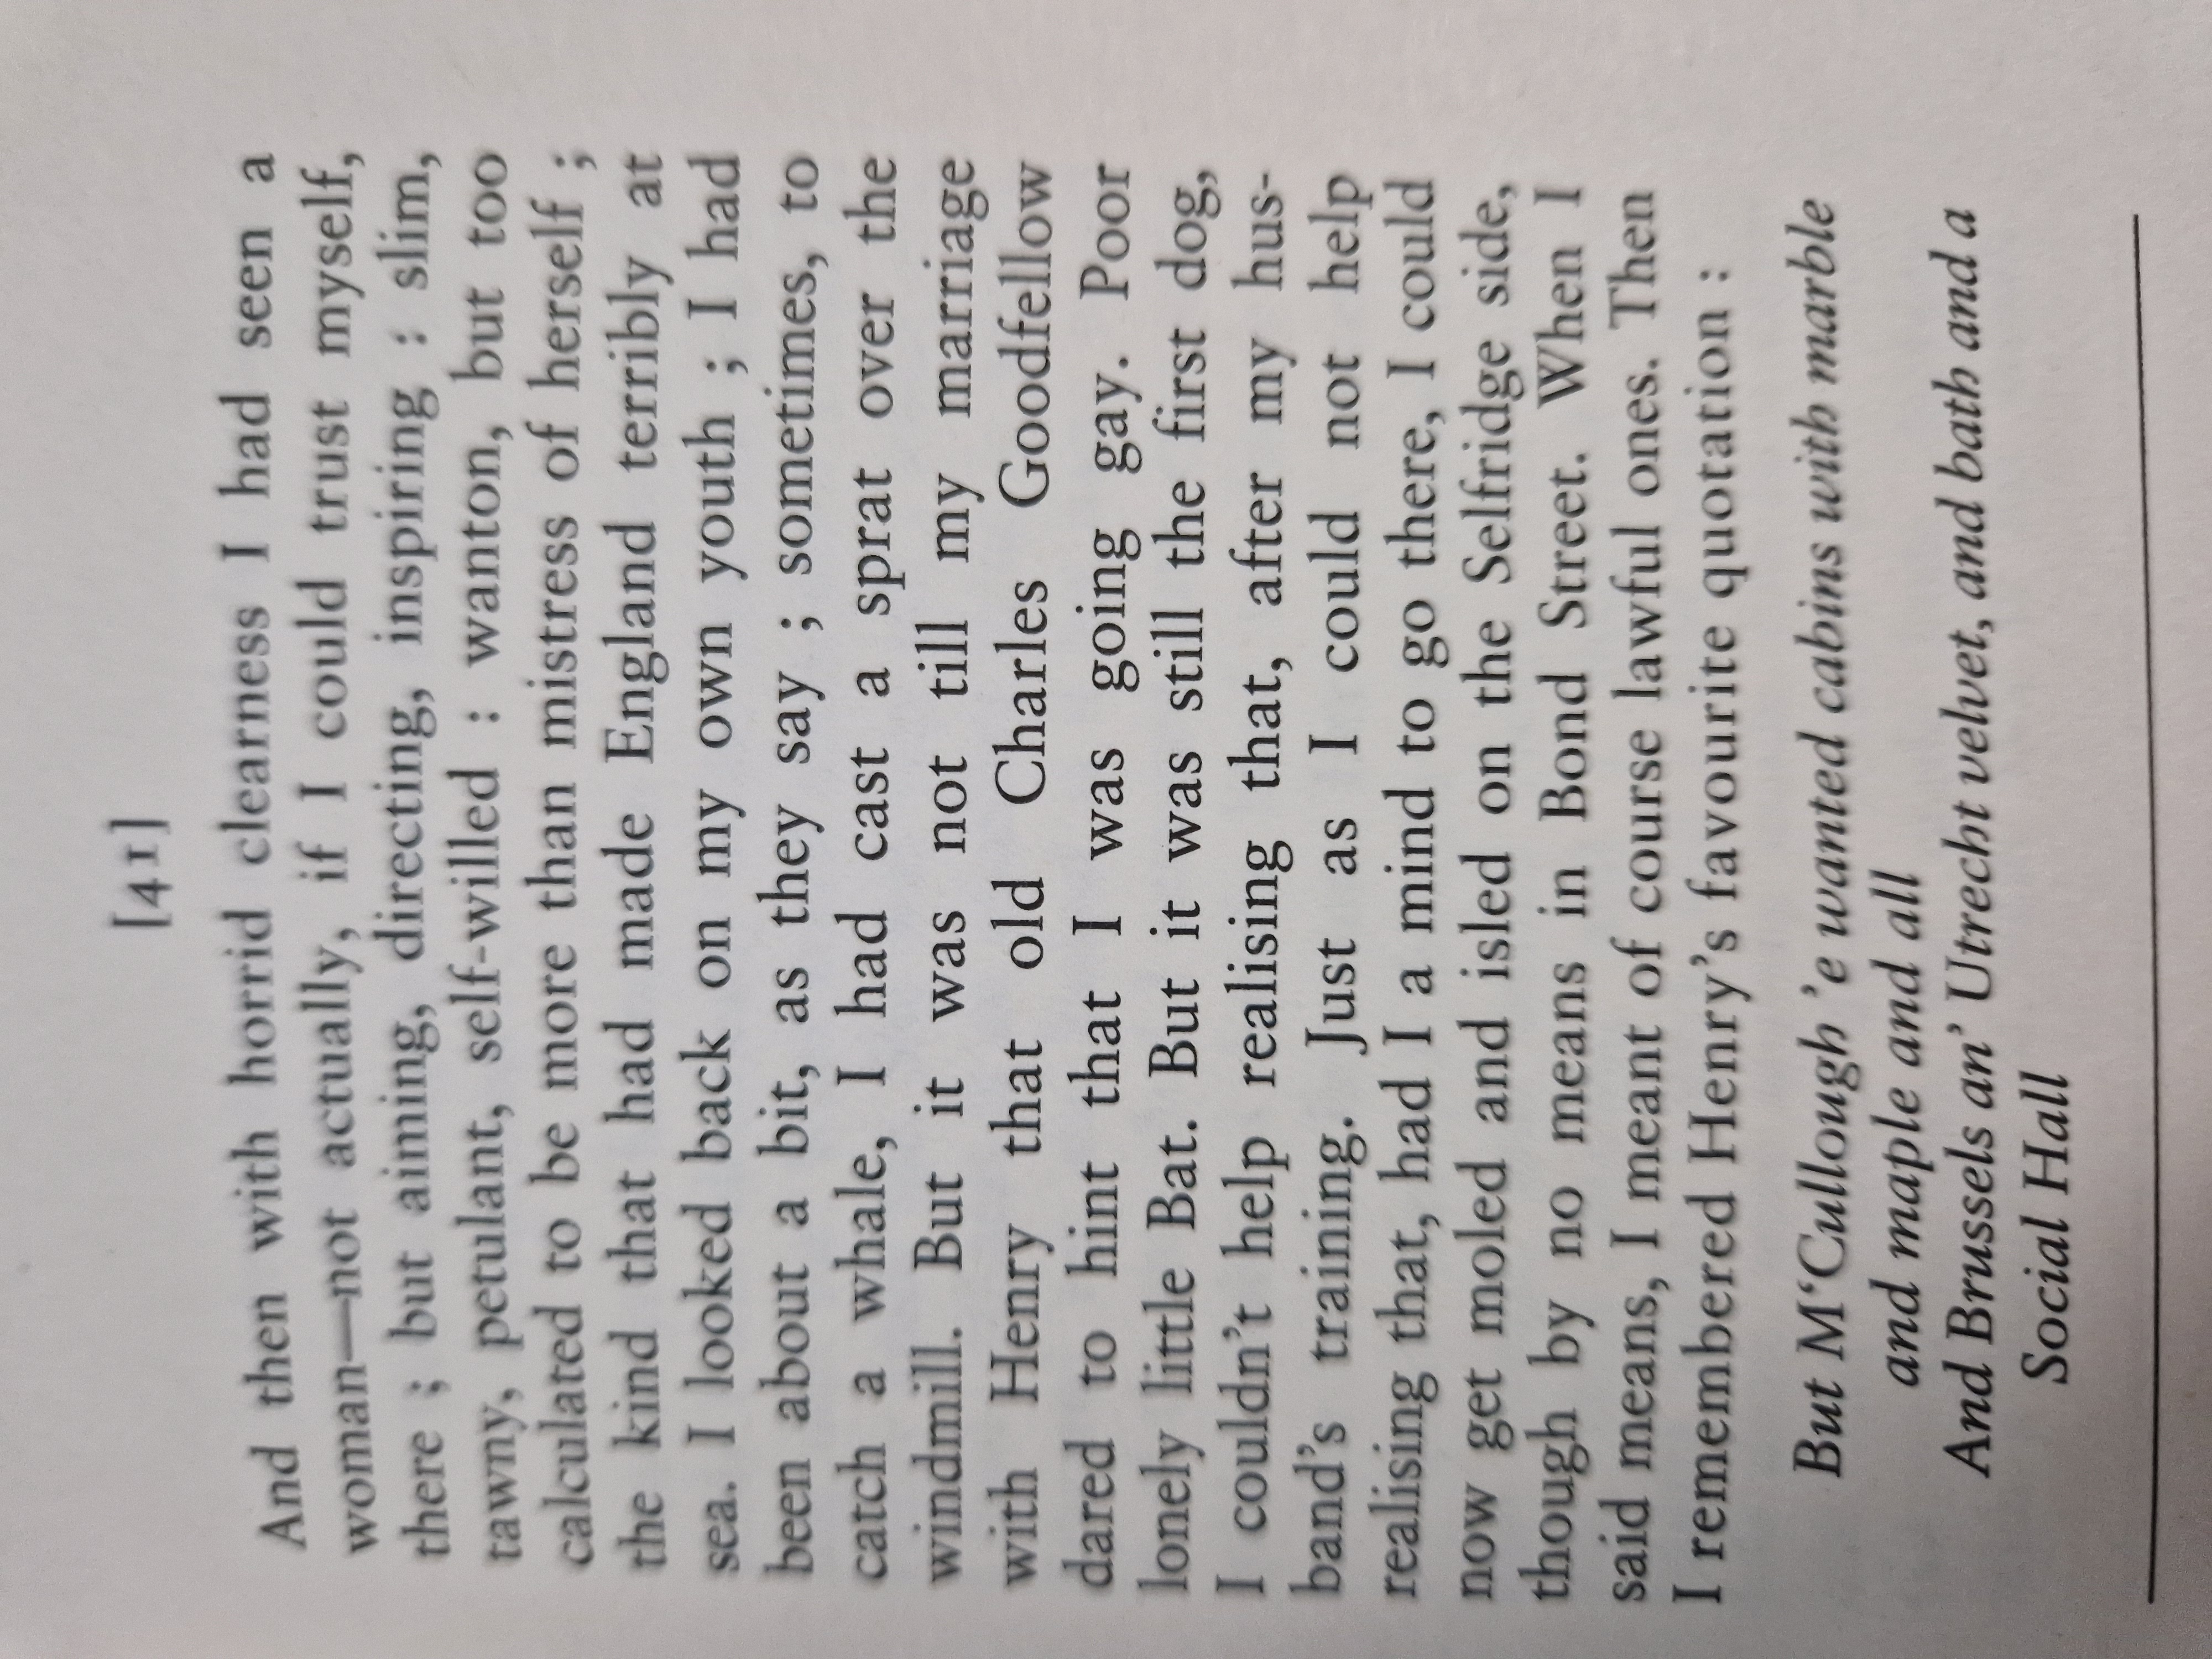 [41]
And then with horrid clearness I had seen a
woman—not actually, if I could trust myself,
there ; but aiming, directing, inspiring : slim,
tawny, petulant, self-willed : wanton, but too
calculated to be more than mistress of herself ;
the kind that had made England terribly at
sea. I looked back on my own youth ; I had
been about a bit, as they say ; sometimes, to
catch a whale, I had cast a sprat over the
windmill. But it was not till my marriage
with Henry that old Charles Goodfellow
dared to hint that I was going gay. Poor
lonely little Bat. But it was still the first dog,
I couldn’t help realising that, after my hus-
band’s training. Just as I could not help
realising that, had I a mind to go there, I could
now get moled and isled on the Selfridge side,
though by no means in Bond Street. When I
said means, I meant of course lawful ones. Then
I remembered Henry’s favourite quotation :
But M‘Cullough ’e wanted cabins with marble
and maple and all
And Brussels an’ Utrecht velvet, and bath and a
Social Hall